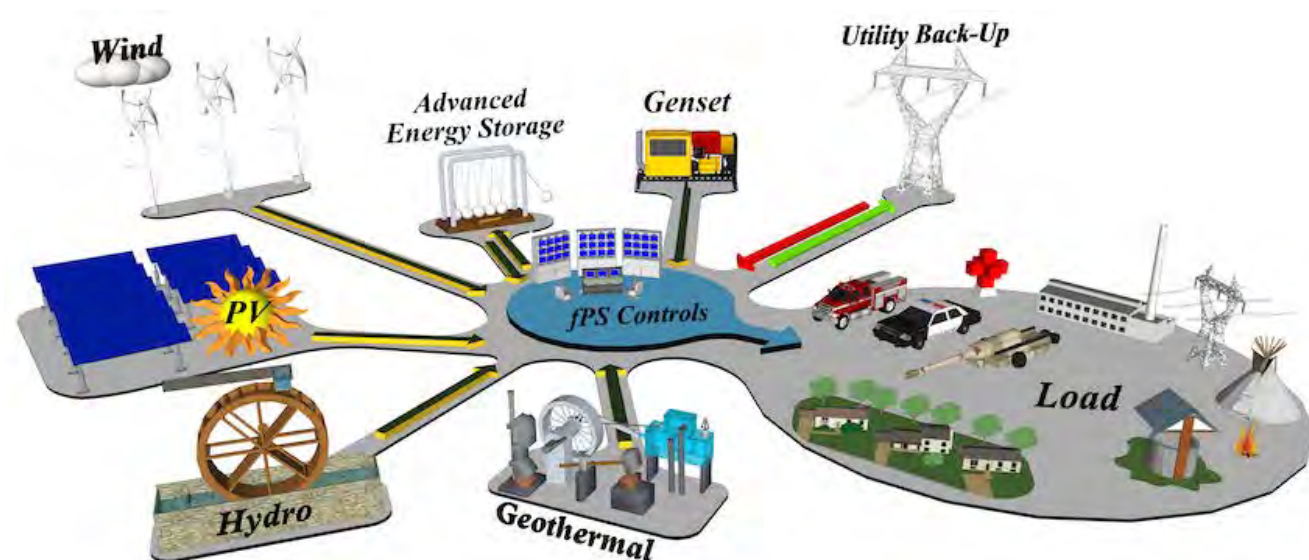 Wind
Utility Back-Up
Advanced
Energy Storage
Genset
PV
fPS Controls
Load
Hydro
Geothermal